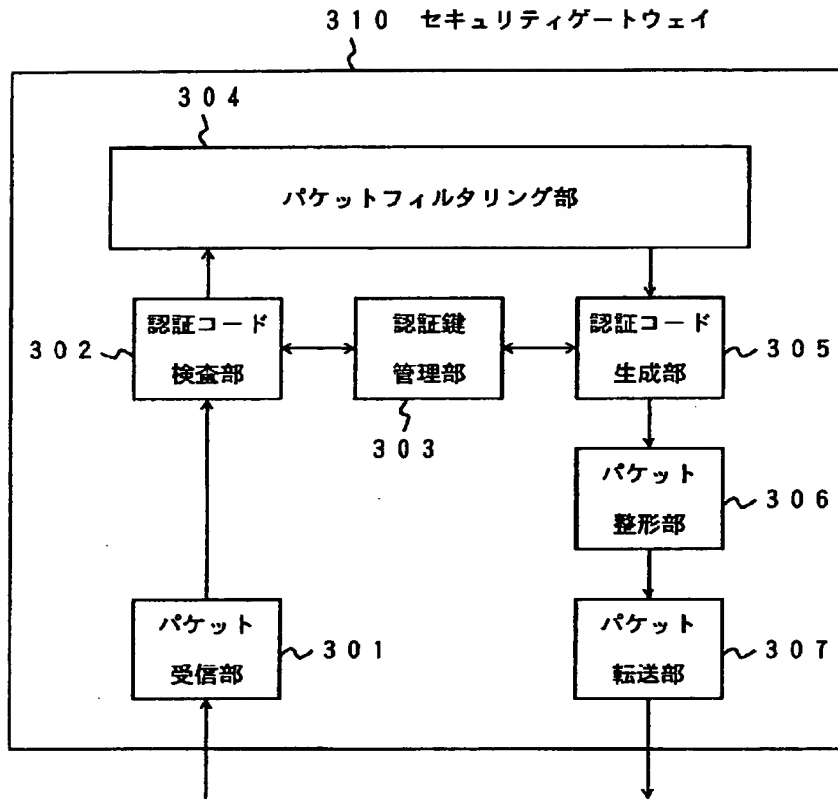 ３１０ セキュリティゲートウェイ
３０４
パケットフィルタリング部
３０２
認証コード
検査部
認証鍵
管理部
３０３
認証コード
生成部
３０５
パケット
整形部
３０６
パケット
受信部
３０１
パケット
転送部
３０７